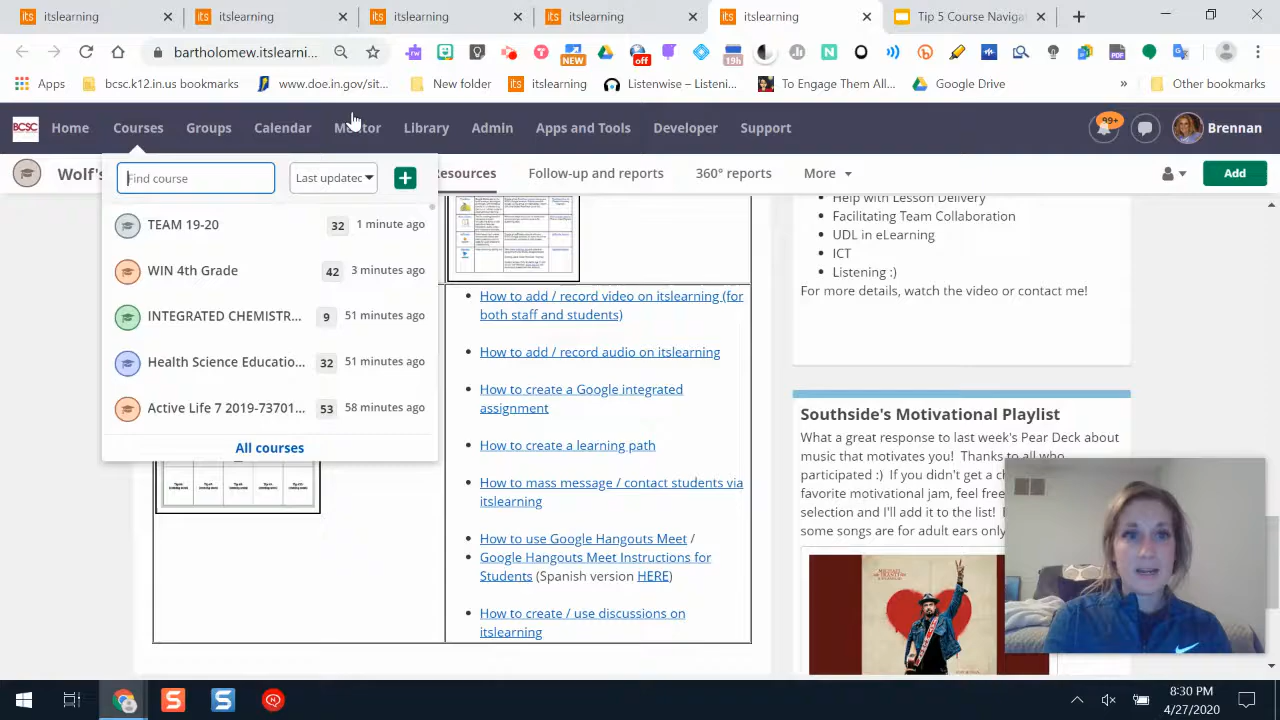 itslearning
itslearning
itslearning
itslearning
itslearning
Tip 5 Course Navigat
bartholomew.itslearni...
NEW
off
19h
Apps
bcsc.k12.in.us bookmarks
www.doe.in.gov/sit...
New folder
itslearning
Listenwise – Listeni...
To Engage Them All...
Google Drive
»
Other bookmarks
BCSC
Home
Courses
Groups
Calendar
Mentor
Library
Admin
Apps and Tools
Developer
Support
99+
Brennan
Wolf's
Resources
Follow-up and reports
360° reports
More
Add
Find course
Last updated
TEAM 19-20
32
1 minute ago
WIN 4th Grade
42
3 minutes ago
INTEGRATED CHEMISTR...
9
51 minutes ago
Health Science Educatio...
32
51 minutes ago
Active Life 7 2019-73701...
53
58 minutes ago
All courses
How to add / record video on itslearning (for
both staff and students)
How to add / record audio on itslearning
How to create a Google integrated
assignment
How to create a learning path
How to mass message / contact students via
itslearning
How to use Google Hangouts Meet /
Google Hangouts Meet Instructions for
Students (Spanish version HERE)
How to create / use discussions on
itslearning
Help with Lesson Delivery
Facilitating Team Collaboration
UDL in eLearning
ICT
Listening :)
For more details, watch the video or contact me!
Southside's Motivational Playlist
What a great response to last week's Pear Deck about
music that motivates you! Thanks to all who
participated :) If you didn't get a ch
favorite motivational jam, feel free
selection and I'll add it to the list!
some songs are for adult ears only
8:30 PM
4/27/2020